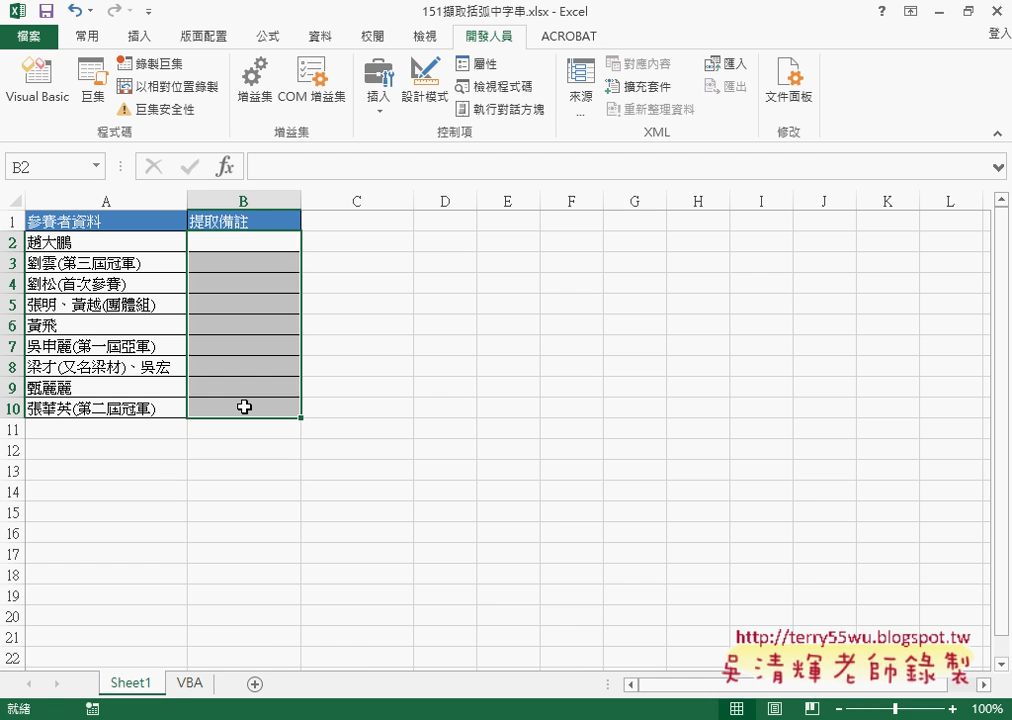 151擷取括弧中字串.xlsx - Excel
檔案 常用 插入 版面配置 公式 資料 校閱 檢視 開發人員 ACROBAT 登入
Visual Basic 巨集 錄製巨集 以相對位置錄製 巨集安全性
增益集 COM 增益集
插入 設計模式 屬性 檢視程式碼 執行對話方塊
來源 ... 對應內容 擴充套件 重新整理資料 匯入 匯出
文件面板
程式碼 增益集 控制項 XML 修改
B2 fx
A B C D E F G H I J K L
1 參賽者資料 提取備註
2 趙大鵬
3 劉雲(第三屆冠軍)
4 劉松(首次參賽)
5 張明、黃越(團體組)
6 黃飛
7 吳申麗(第一屆亞軍)
8 梁才(又名梁材)、吳宏
9 甄麗麗
10 張華英(第二屆冠軍)
11
12
13
14
15
16
17
18
19
20
21
22
http://terry55wu.blogspot.tw
吳清輝老師錄製
Sheet1 VBA
就緒 100%